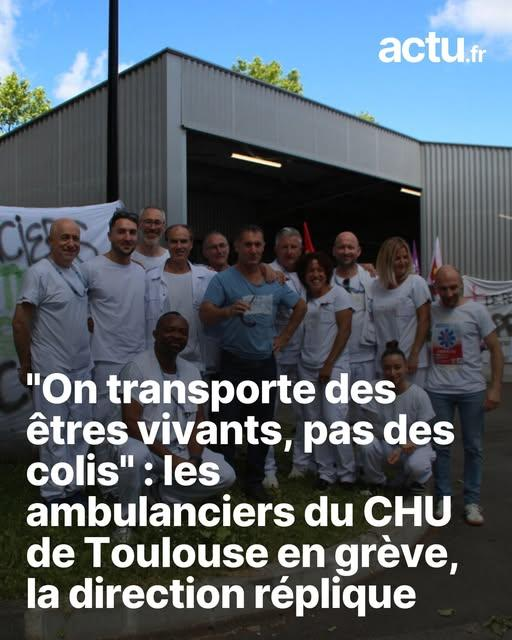 actu.fr
CIERS
"On transporte des
êtres vivants, pas des
colis" : les
ambulanciers du CHU
de Toulouse en grève,
la direction réplique